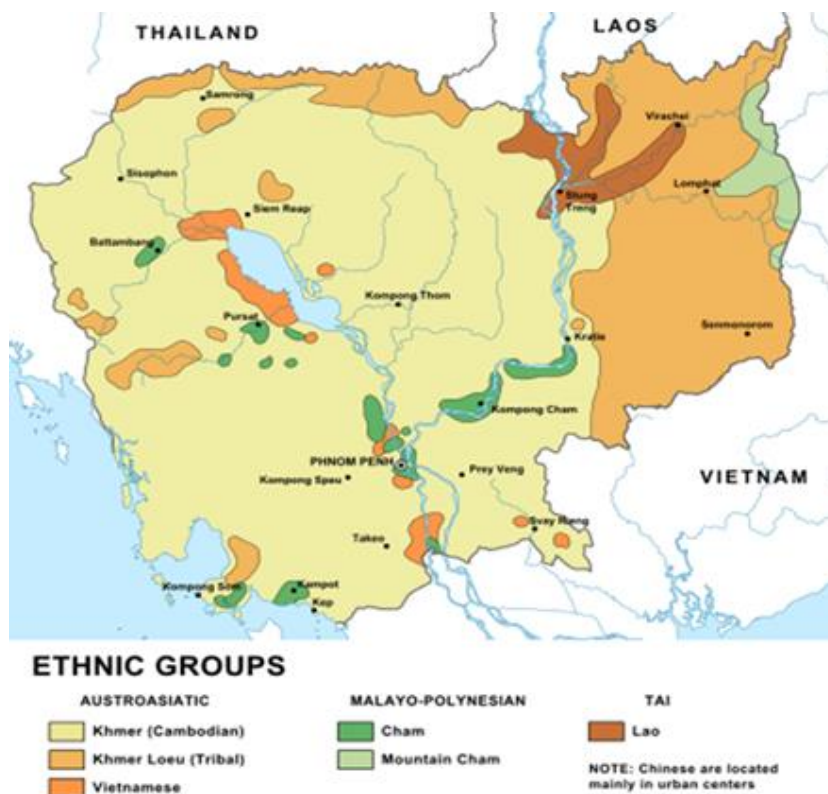 THAILAND
LAOS
Samrong
Virachei
Sisophon
Lomphat
Stung
Treng
Siem Reap
Battambang
Kompong Thom
Pursat
Senmonorom
Kratie
Kompong Cham
PHNOM PENH
Prey Veng
Kompong Speu
VIETNAM
Svay Rieng
Takeo
Kompong Som
Kampot
Kep
ETHNIC GROUPS
AUSTROASIATIC
Khmer (Cambodian)
Khmer Loeu (Tribal)
Vietnamese
MALAYO-POLYNESIAN
Cham
Mountain Cham
TAI
Lao
NOTE: Chinese are located
mainly in urban centers